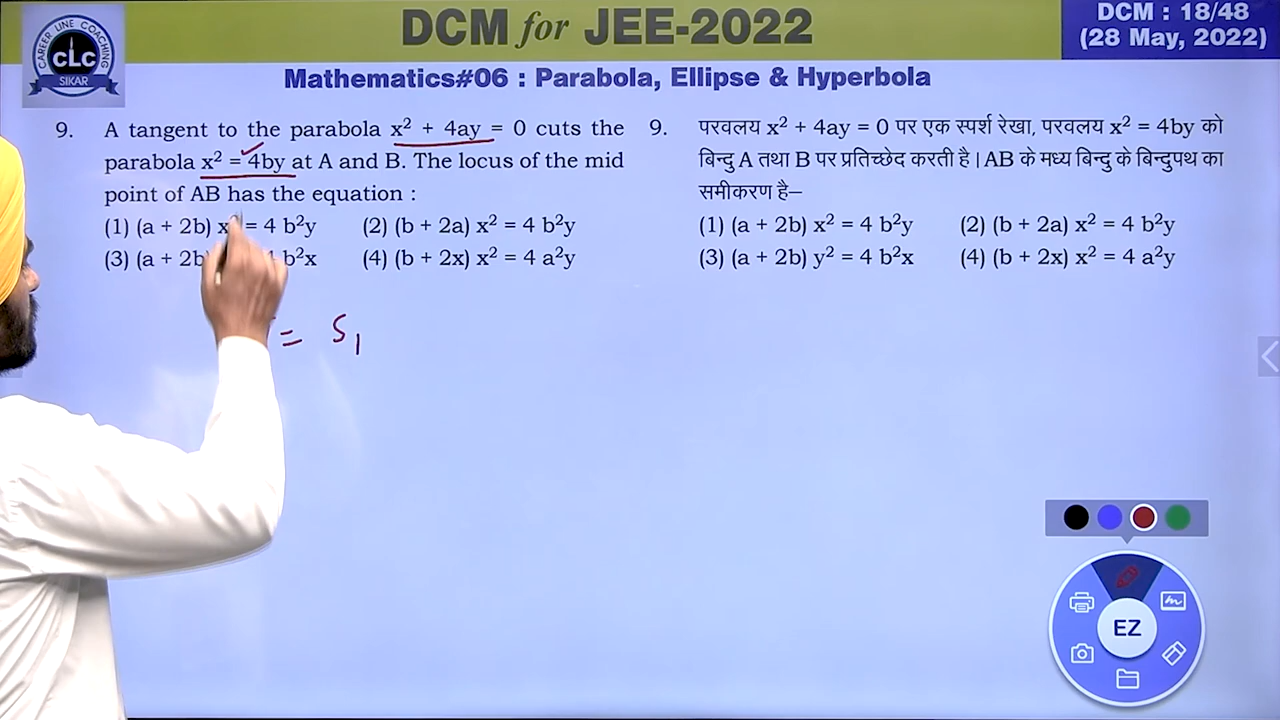 DCM for JEE-2022
DCM : 18/48
(28 May, 2022)
CAREER LINE COACHING
CLC
SIKAR
Mathematics#06 : Parabola, Ellipse & Hyperbola
9. A tangent to the parabola x² + 4ay = 0 cuts the
parabola x² = 4by at A and B. The locus of the mid
point of AB has the equation :
(1) (a + 2b) x² = 4 b²y (2) (b + 2a) x² = 4 b²y
(3) (a + 2b) b²x (4) (b + 2x) x² = 4 a²y
= S₁
9. परवलय x² + 4ay = 0 पर एक स्पर्श रेखा, परवलय x² = 4by को
बिन्दु A तथा B पर प्रतिच्छेद करती है। AB के मध्य बिन्दु के बिन्दुपथ का
समीकरण है–
(1) (a + 2b) x² = 4 b²y (2) (b + 2a) x² = 4 b²y
(3) (a + 2b) y² = 4 b²x (4) (b + 2x) x² = 4 a²y
EZ